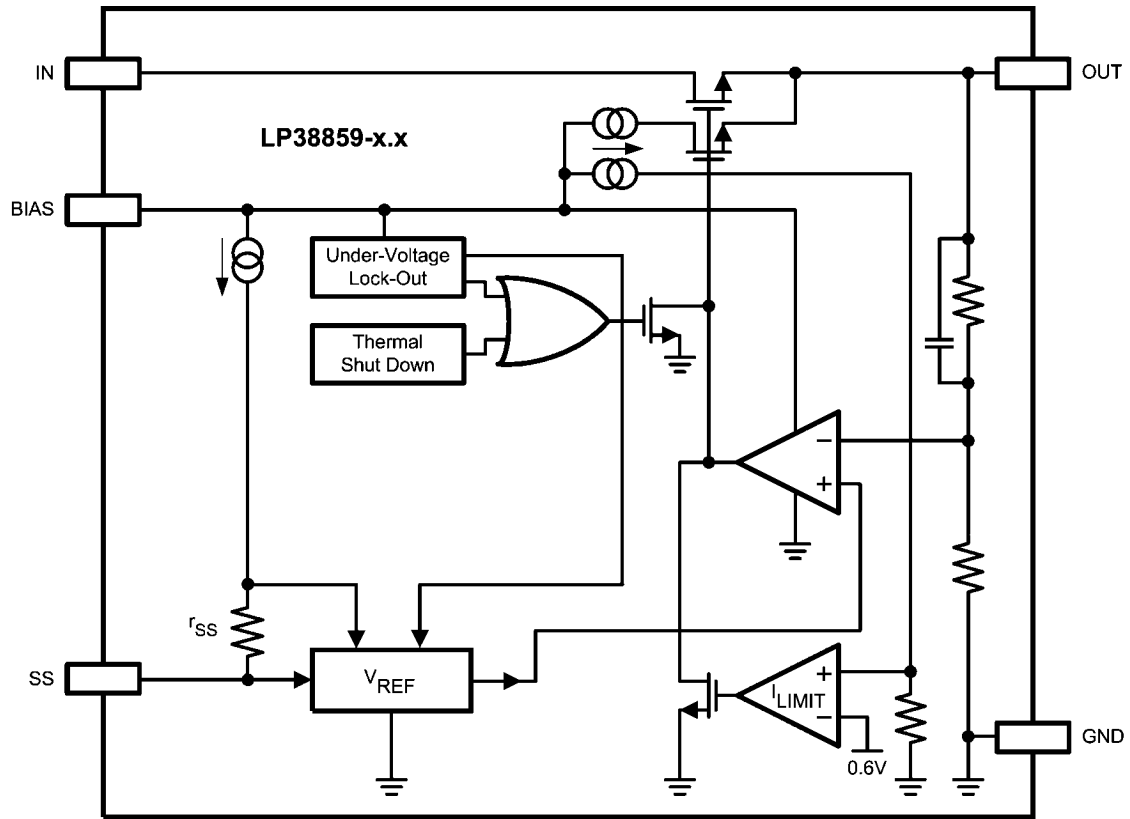 IN
OUT
LP38859-x.x
BIAS
Under-Voltage
Lock-Out
Thermal
Shut Down
−
+
rSS
SS
VREF
+
ILIMIT
−
0.6V
GND